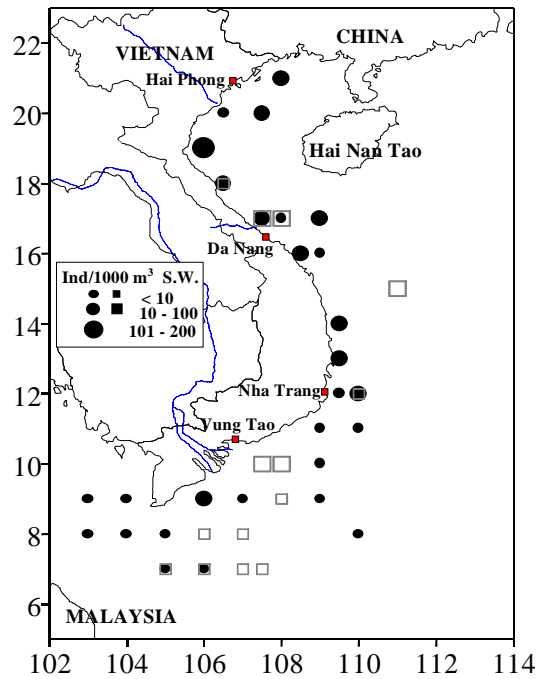 22
20
18
16
14
12
10
8
6
CHINA
VIETNAM
Hai Phong
Hai Nan Tao
Da Nang
Ind/1000 m³ S.W.
< 10
10 - 100
101 - 200
Nha Trang
Vung Tao
MALAYSIA
102 104 106 108 110 112 114